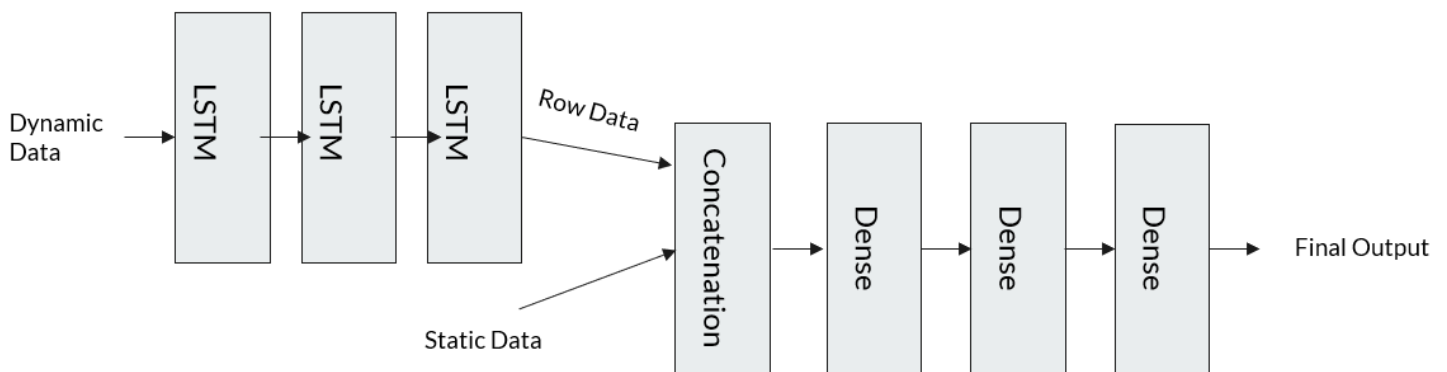 Dynamic
Data
LSTM
LSTM
LSTM
Row Data
Static Data
Concatenation
Dense
Dense
Dense
Final Output